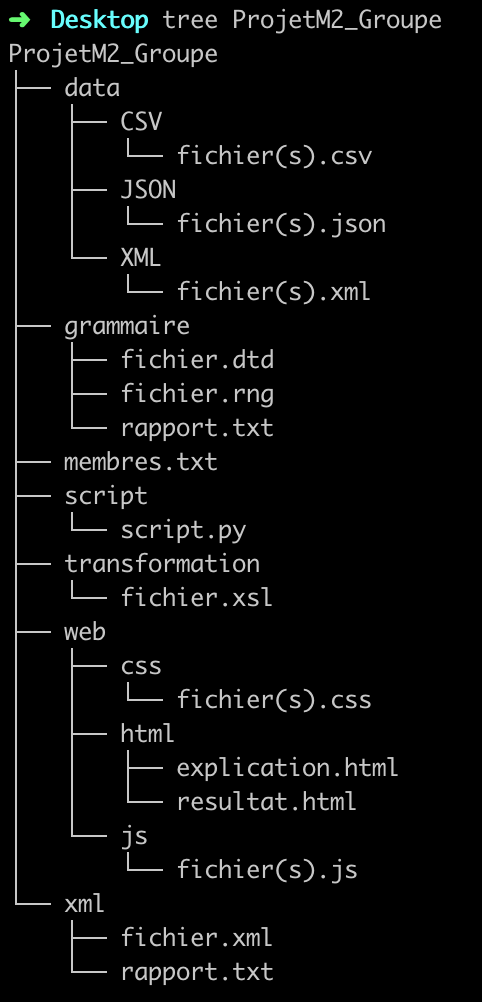 ➜ Desktop tree ProjetM2_Groupe
ProjetM2_Groupe
├── data
│   ├── CSV
│   │   └── fichier(s).csv
│   ├── JSON
│   │   └── fichier(s).json
│   └── XML
│       └── fichier(s).xml
├── grammaire
│   ├── fichier.dtd
│   ├── fichier.rng
│   └── rapport.txt
├── membres.txt
├── script
│   └── script.py
├── transformation
│   └── fichier.xsl
├── web
│   ├── css
│   │   └── fichier(s).css
│   ├── html
│   │   ├── explication.html
│   │   └── resultat.html
│   └── js
│       └── fichier(s).js
└── xml
    ├── fichier.xml
    └── rapport.txt